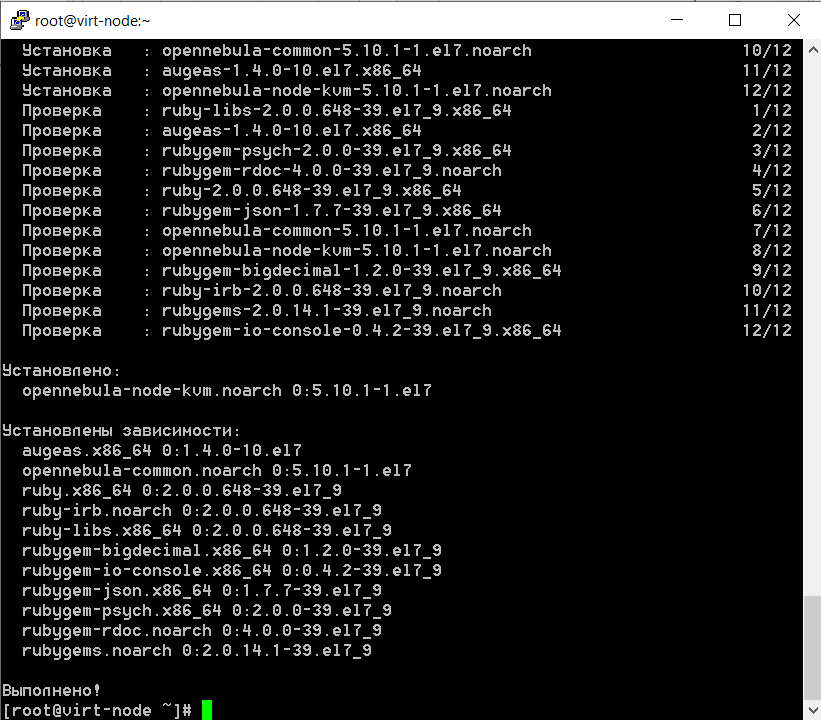 root@virt-node:~
Установка : opennebula-common-5.10.1-1.el7.noarch 10/12
Установка : augeas-1.4.0-10.el7.x86_64 11/12
Установка : opennebula-node-kvm-5.10.1-1.el7.noarch 12/12
Проверка : ruby-libs-2.0.0.648-39.el7_9.x86_64 1/12
Проверка : augeas-1.4.0-10.el7.x86_64 2/12
Проверка : rubygem-psych-2.0.0-39.el7_9.x86_64 3/12
Проверка : rubygem-rdoc-4.0.0-39.el7_9.noarch 4/12
Проверка : ruby-2.0.0.648-39.el7_9.x86_64 5/12
Проверка : rubygem-json-1.7.7-39.el7_9.x86_64 6/12
Проверка : opennebula-common-5.10.1-1.el7.noarch 7/12
Проверка : opennebula-node-kvm-5.10.1-1.el7.noarch 8/12
Проверка : rubygem-bigdecimal-1.2.0-39.el7_9.x86_64 9/12
Проверка : ruby-irb-2.0.0.648-39.el7_9.noarch 10/12
Проверка : rubygems-2.0.14.1-39.el7_9.noarch 11/12
Проверка : rubygem-io-console-0.4.2-39.el7_9.x86_64 12/12
Установлено:
opennebula-node-kvm.noarch 0:5.10.1-1.el7
Установлены зависимости:
augeas.x86_64 0:1.4.0-10.el7
opennebula-common.noarch 0:5.10.1-1.el7
ruby.x86_64 0:2.0.0.648-39.el7_9
ruby-irb.noarch 0:2.0.0.648-39.el7_9
ruby-libs.x86_64 0:2.0.0.648-39.el7_9
rubygem-bigdecimal.x86_64 0:1.2.0-39.el7_9
rubygem-io-console.x86_64 0:0.4.2-39.el7_9
rubygem-json.x86_64 0:1.7.7-39.el7_9
rubygem-psych.x86_64 0:2.0.0-39.el7_9
rubygem-rdoc.noarch 0:4.0.0-39.el7_9
rubygems.noarch 0:2.0.14.1-39.el7_9
Выполнено!
[root@virt-node ~]#